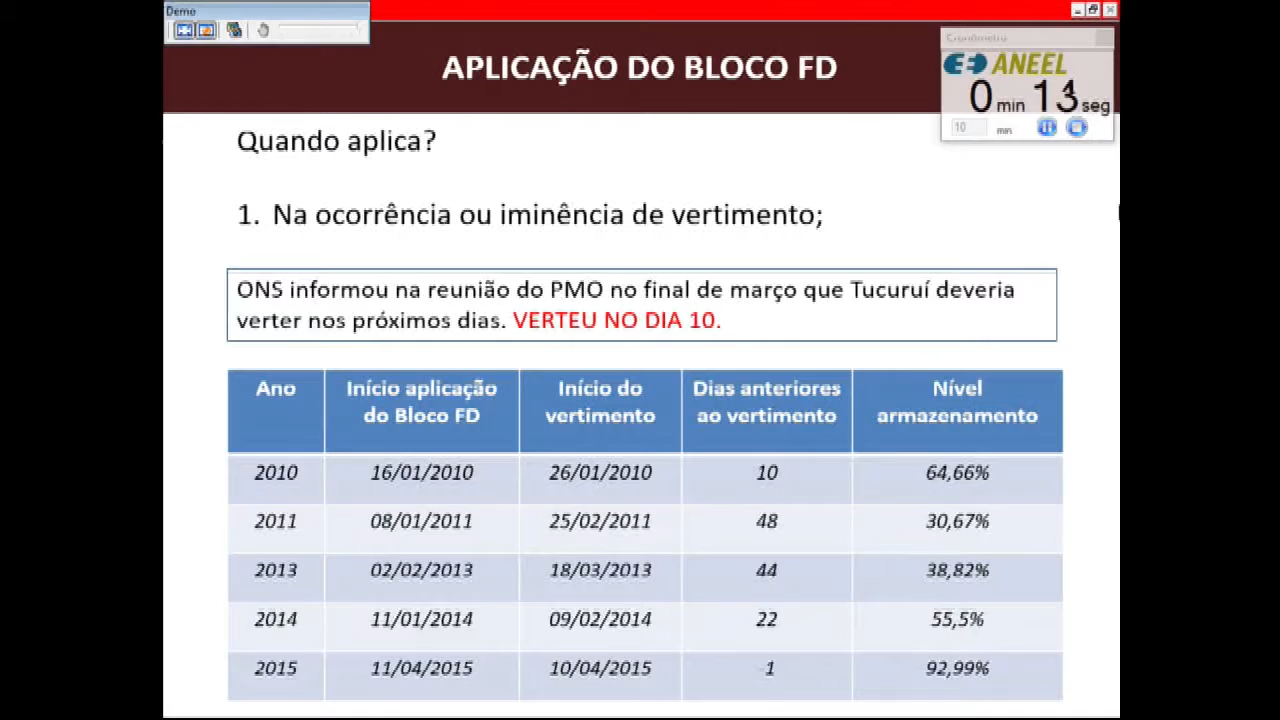 Demo
Cronômetro
ANEEL
0 min 13 seg
10 min
APLICAÇÃO DO BLOCO FD
Quando aplica?
1. Na ocorrência ou iminência de vertimento;
ONS informou na reunião do PMO no final de março que Tucuruí deveria
verter nos próximos dias. VERTEU NO DIA 10.
Ano Início aplicação do Bloco FD Início do vertimento Dias anteriores ao vertimento Nível armazenamento
2010 16/01/2010 26/01/2010 10 64,66%
2011 08/01/2011 25/02/2011 48 30,67%
2013 02/02/2013 18/03/2013 44 38,82%
2014 11/01/2014 09/02/2014 22 55,5%
2015 11/04/2015 10/04/2015 1 92,99%